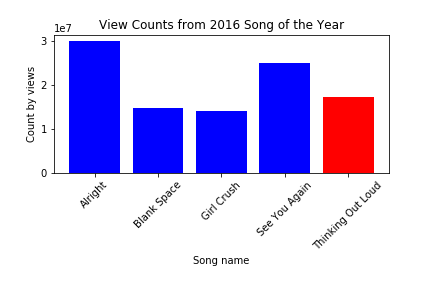 View Counts from 2016 Song of the Year
1e7
3
2
1
0
Count by views
Alright
Blank Space
Girl Crush
See You Again
Thinking Out Loud
Song name